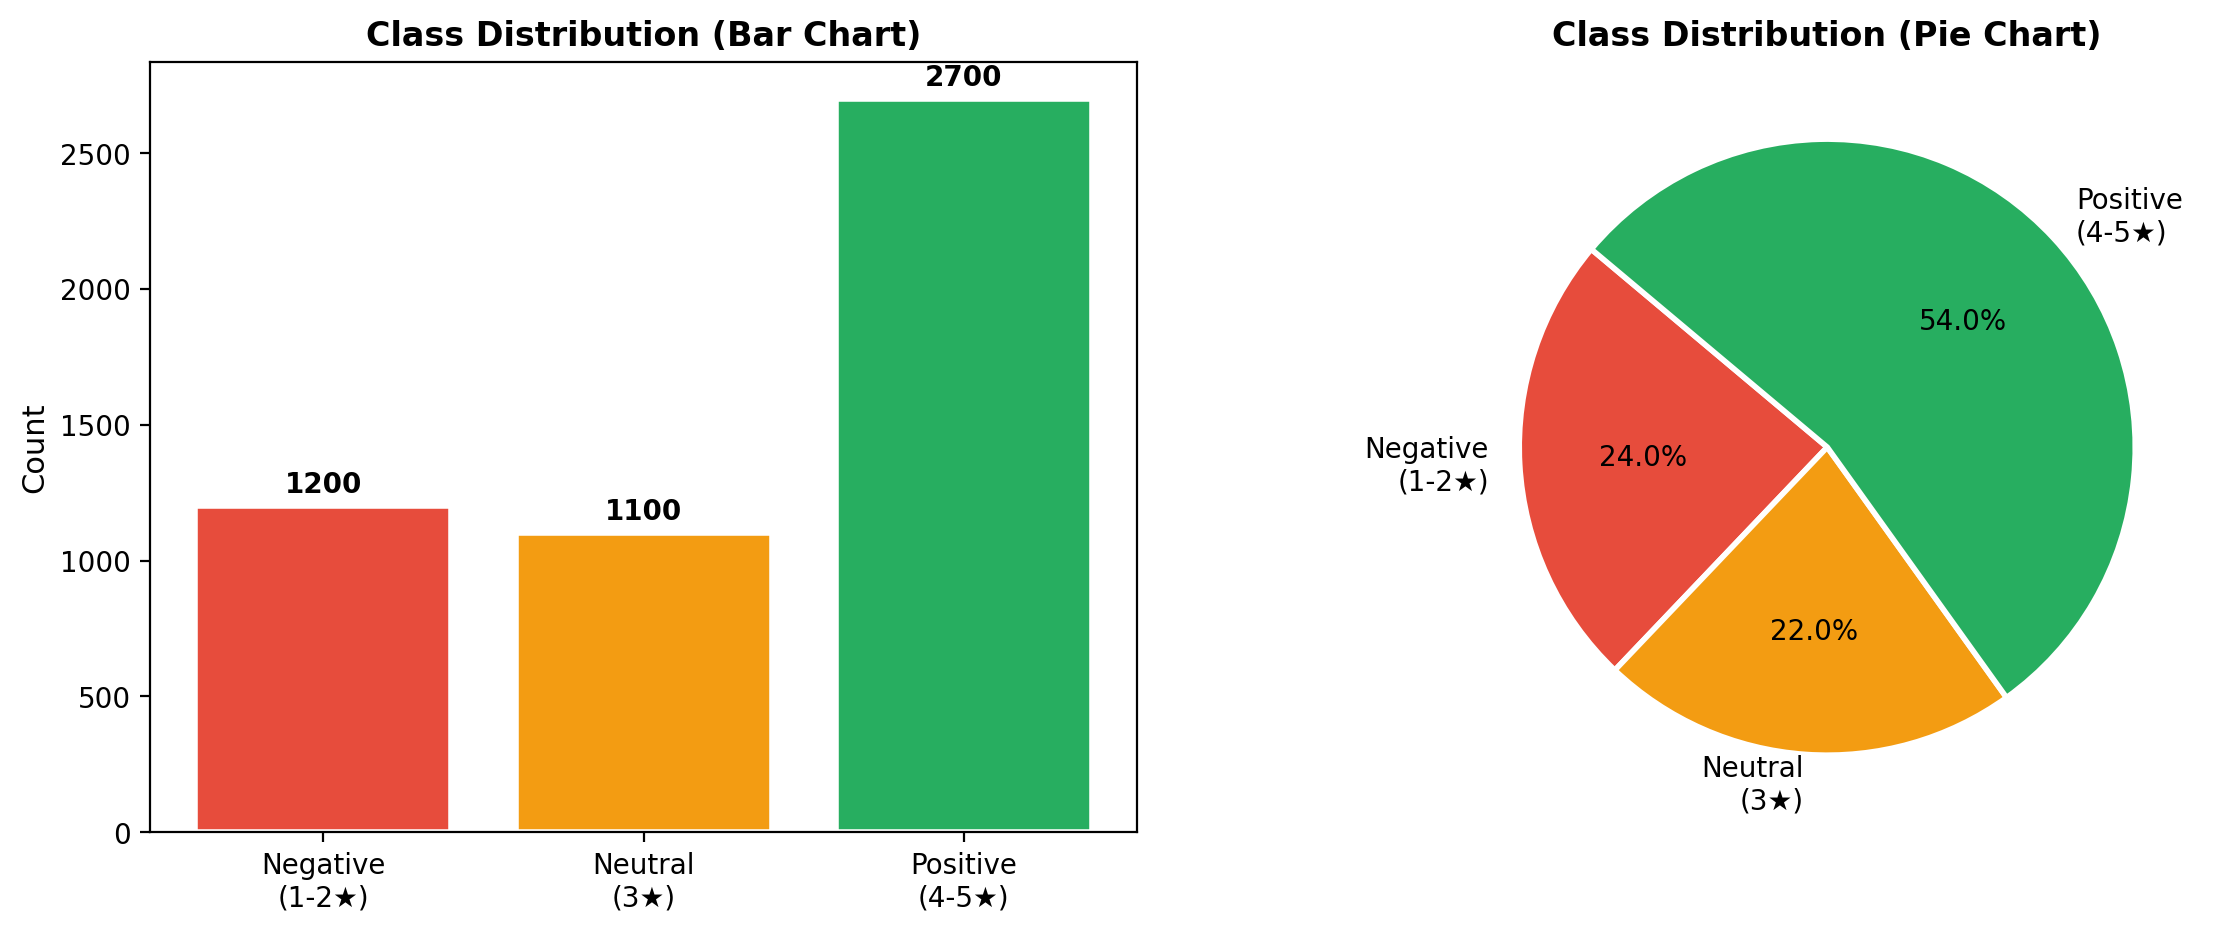 Class Distribution (Bar Chart)
2700
2500
2000
1500
1200
1100
1000
500
0
Count
Negative
(1-2★)
Neutral
(3★)
Positive
(4-5★)
Class Distribution (Pie Chart)
Positive
(4-5★)
54.0%
Negative
(1-2★)
24.0%
22.0%
Neutral
(3★)